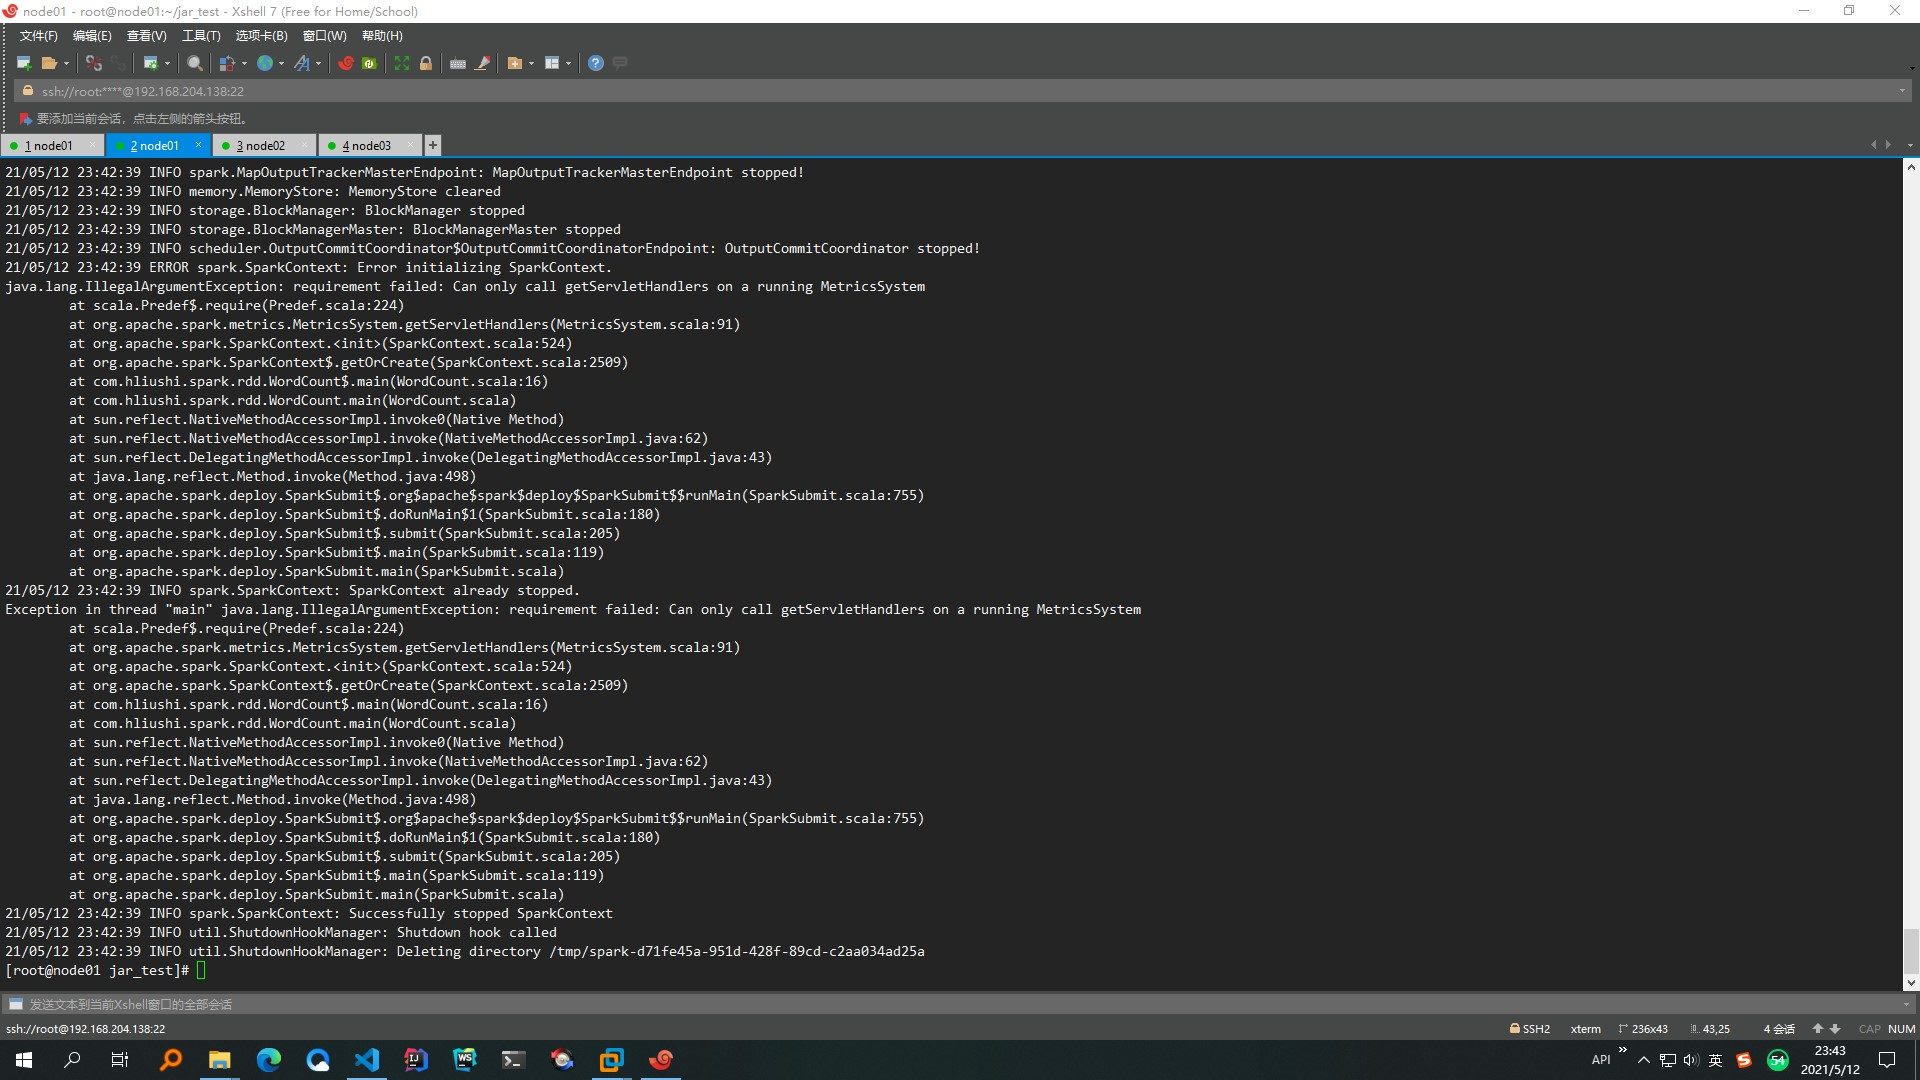 node01 - root@node01:~/jar_test - Xshell 7 (Free for Home/School)
文件(F) 编辑(E) 查看(V) 工具(T) 选项卡(B) 窗口(W) 帮助(H)
ssh://root:****@192.168.204.138:22
要添加当前会话，点击左侧的箭头按钮。
1 node01 2 node01 3 node02 4 node03
21/05/12 23:42:39 INFO spark.MapOutputTrackerMasterEndpoint: MapOutputTrackerMasterEndpoint stopped!
21/05/12 23:42:39 INFO memory.MemoryStore: MemoryStore cleared
21/05/12 23:42:39 INFO storage.BlockManager: BlockManager stopped
21/05/12 23:42:39 INFO storage.BlockManagerMaster: BlockManagerMaster stopped
21/05/12 23:42:39 INFO scheduler.OutputCommitCoordinator$OutputCommitCoordinatorEndpoint: OutputCommitCoordinator stopped!
21/05/12 23:42:39 ERROR spark.SparkContext: Error initializing SparkContext.
java.lang.IllegalArgumentException: requirement failed: Can only call getServletHandlers on a running MetricsSystem
at scala.Predef$.require(Predef.scala:224)
at org.apache.spark.metrics.MetricsSystem.getServletHandlers(MetricsSystem.scala:91)
at org.apache.spark.SparkContext.<init>(SparkContext.scala:524)
at org.apache.spark.SparkContext$.getOrCreate(SparkContext.scala:2509)
at com.hliushi.spark.rdd.WordCount$.main(WordCount.scala:16)
at com.hliushi.spark.rdd.WordCount.main(WordCount.scala)
at sun.reflect.NativeMethodAccessorImpl.invoke0(Native Method)
at sun.reflect.NativeMethodAccessorImpl.invoke(NativeMethodAccessorImpl.java:62)
at sun.reflect.DelegatingMethodAccessorImpl.invoke(DelegatingMethodAccessorImpl.java:43)
at java.lang.reflect.Method.invoke(Method.java:498)
at org.apache.spark.deploy.SparkSubmit$.org$apache$spark$deploy$SparkSubmit$$runMain(SparkSubmit.scala:755)
at org.apache.spark.deploy.SparkSubmit$.doRunMain$1(SparkSubmit.scala:180)
at org.apache.spark.deploy.SparkSubmit$.submit(SparkSubmit.scala:205)
at org.apache.spark.deploy.SparkSubmit$.main(SparkSubmit.scala:119)
at org.apache.spark.deploy.SparkSubmit.main(SparkSubmit.scala)
21/05/12 23:42:39 INFO spark.SparkContext: SparkContext already stopped.
Exception in thread "main" java.lang.IllegalArgumentException: requirement failed: Can only call getServletHandlers on a running MetricsSystem
at scala.Predef$.require(Predef.scala:224)
at org.apache.spark.metrics.MetricsSystem.getServletHandlers(MetricsSystem.scala:91)
at org.apache.spark.SparkContext.<init>(SparkContext.scala:524)
at org.apache.spark.SparkContext$.getOrCreate(SparkContext.scala:2509)
at com.hliushi.spark.rdd.WordCount$.main(WordCount.scala:16)
at com.hliushi.spark.rdd.WordCount.main(WordCount.scala)
at sun.reflect.NativeMethodAccessorImpl.invoke0(Native Method)
at sun.reflect.NativeMethodAccessorImpl.invoke(NativeMethodAccessorImpl.java:62)
at sun.reflect.DelegatingMethodAccessorImpl.invoke(DelegatingMethodAccessorImpl.java:43)
at java.lang.reflect.Method.invoke(Method.java:498)
at org.apache.spark.deploy.SparkSubmit$.org$apache$spark$deploy$SparkSubmit$$runMain(SparkSubmit.scala:755)
at org.apache.spark.deploy.SparkSubmit$.doRunMain$1(SparkSubmit.scala:180)
at org.apache.spark.deploy.SparkSubmit$.submit(SparkSubmit.scala:205)
at org.apache.spark.deploy.SparkSubmit$.main(SparkSubmit.scala:119)
at org.apache.spark.deploy.SparkSubmit.main(SparkSubmit.scala)
21/05/12 23:42:39 INFO spark.SparkContext: Successfully stopped SparkContext
21/05/12 23:42:39 INFO util.ShutdownHookManager: Shutdown hook called
21/05/12 23:42:39 INFO util.ShutdownHookManager: Deleting directory /tmp/spark-d71fe45a-951d-428f-89cd-c2aa034ad25a
[root@node01 jar_test]#
发送文本到当前Xshell窗口的全部会话
ssh://root@192.168.204.138:22 SSH2 xterm 236x43 43,25 4 会话 CAP NUM
API 英 54 23:43
2021/5/12